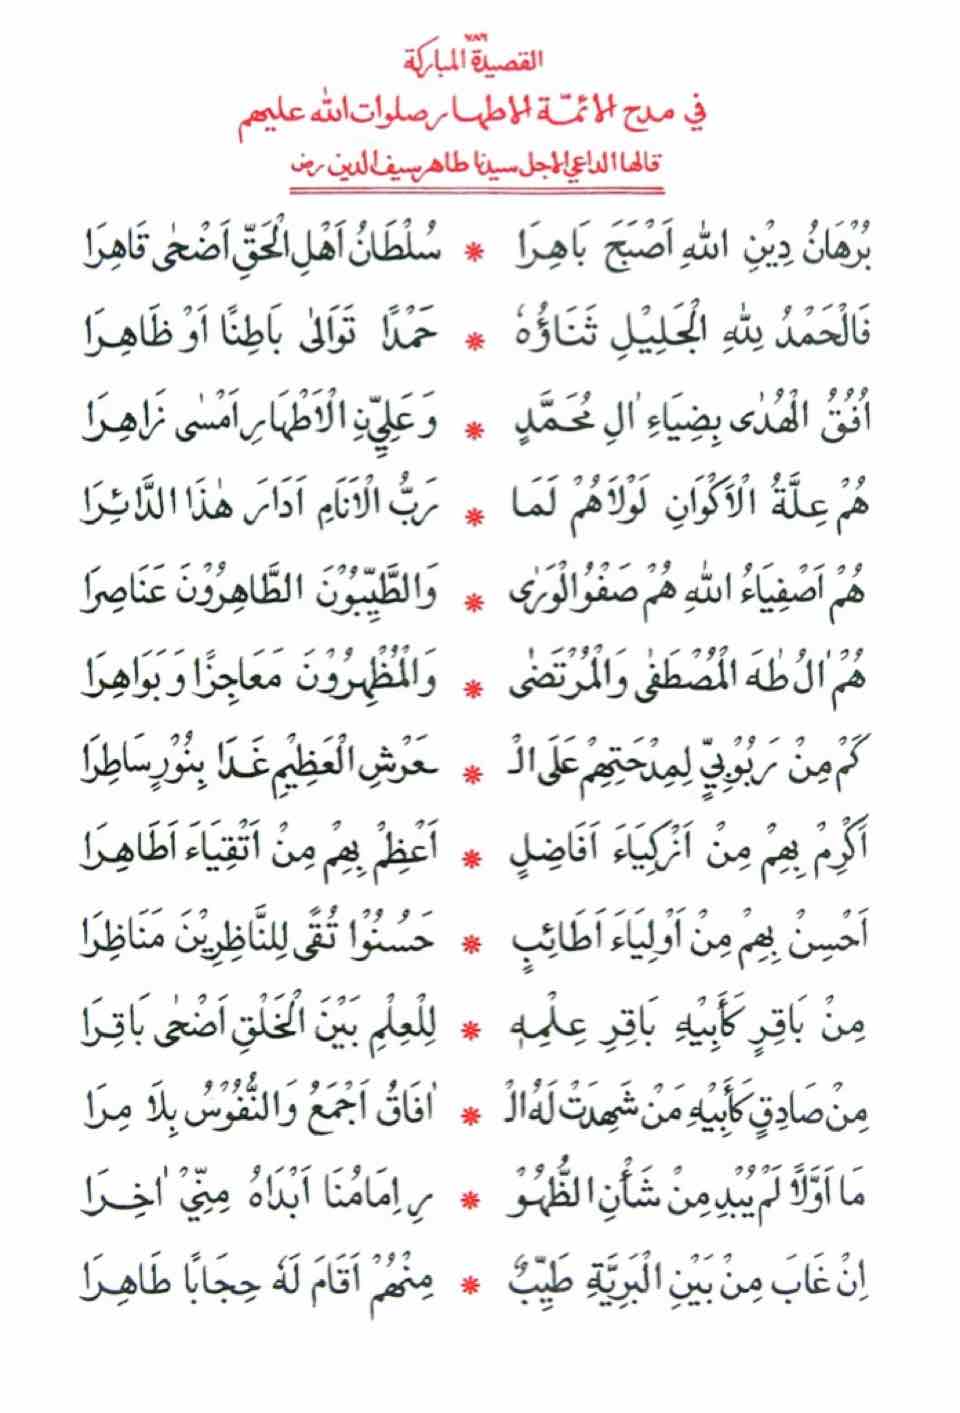 ٧٨٦
القصيدة المباركة
في مدح الائمّة الاطهار صلوات الله عليهم
قالها الداعي الاجل سيدنا طاهر سيف الدين رض
بُرْهَانُ دِيْنِ اللهِ اَصْبَحَ بَاهِرَا * سُلْطَانُ اَهْلِ الْحَقِّ اَضْحٰى قَاهِرَا
فَالْحَمْدُ لِلّٰهِ الْجَلِيْلِ ثَنَاؤُهُ * حَمْدًا تَوَالٰى بَاطِنًا اَوْ ظَاهِرَا
اُفُقُ الْهُدٰى بِضِيَاءِ اٰلِ مُحَمَّدٍ * وَعَلِيِّنِ الْاَطْهَارِ اَمْسٰى زَاهِرَا
هُمْ عِلَّةُ الْاَكْوَانِ لَوْلَاهُمْ لَمَا * رَبُّ الْاَنَامِ اَدَارَ هٰذَا الدَّائِرَا
هُمْ اَصْفِيَاءُ اللهِ هُمْ صَفْوُ الْوَرٰى * وَالطَّيِّبُوْنَ الطَّاهِرُوْنَ عَنَاصِرَا
هُمْ اٰلُ طٰهَ الْمُصْطَفٰى وَالْمُرْتَضٰى * وَالْمُظْهِرُوْنَ مَعَاجِزًا وَبَوَاهِرَا
كَمْ مِنْ رَبُوْبِيٍّ لِمِدْحَتِهِمْ عَلَى الْـ * ـعَرْشِ الْعَظِيْمِ غَدَا بِنُوْرٍ سَاطِرَا
اَكْرِمْ بِهِمْ مِنْ اَزْكِيَاءَ اَفَاضِلٍ * اَعْظِمْ بِهِمْ مِنْ اَتْقِيَاءَ اَطَاهِرَا
اَحْسِنْ بِهِمْ مِنْ اَوْلِيَاءَ اَطَائِبٍ * حَسُنُوْا تُقًى لِلنَّاظِرِيْنَ مَنَاظِرَا
مِنْ بَاقِرٍ كَأَبِيْهِ بَاقِرِ عِلْمِهٖ * لِلْعِلْمِ بَيْنَ الْخَلْقِ اَضْحٰى بَاقِرَا
مِنْ صَادِقٍ كَأَبِيْهِ مَنْ شَهِدَتْ لَهُ الْـ * اٰفَاقُ اَجْمَعُ وَالنُّفُوْسُ بِلَا مِرَا
مَا اَوَّلًا لَمْ يُبْدِ مِنْ شَأْنِ الظُّهُوْ * رِ اِمَامُنَا اَبْدَاهُ مِنِّيْ اٰخِرَا
اِنْ غَابَ مِنْ بَيْنِ الْبَرِيَّةِ طَيِّبٌ * مِنْهُمْ اَقَامَ لَهُ حِجَابًا طَاهِرَا